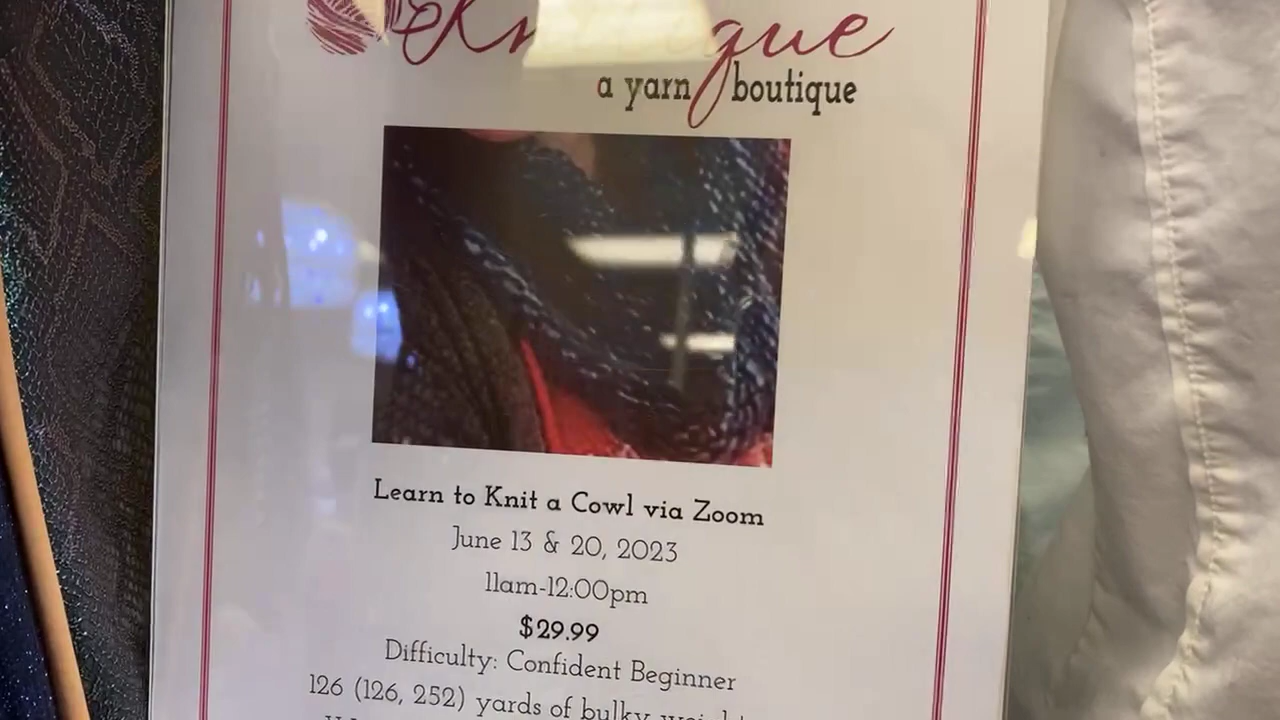 a yarn boutique
Learn to Knit a Cowl via Zoom
June 13 & 20, 2023
11am-12:00pm
$29.99
Difficulty: Confident Beginner
126 (126, 252) yards of bulky